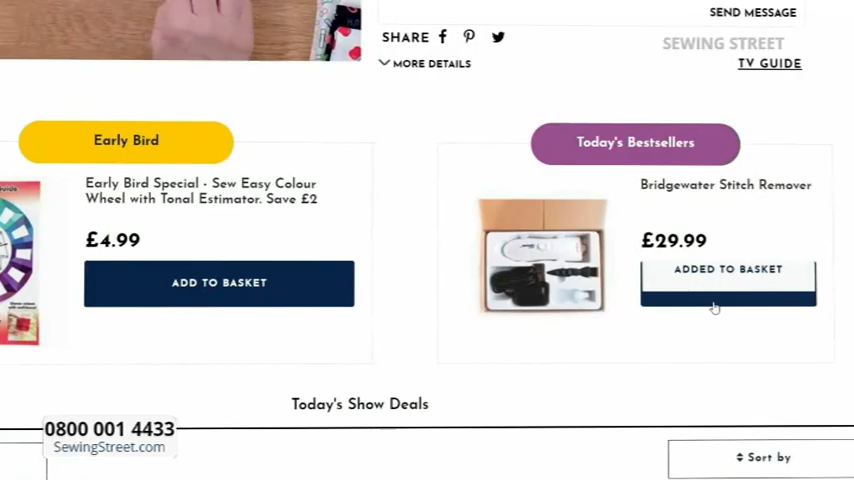 SEND MESSAGE
SHARE
SEWING STREET
MORE DETAILS
TV GUIDE
Early Bird
Today's Bestsellers
Early Bird Special - Sew Easy Colour
Wheel with Tonal Estimator. Save £2
£4.99
ADD TO BASKET
Bridgewater Stitch Remover
£29.99
ADDED TO BASKET
Today's Show Deals
0800 001 4433
SewingStreet.com
Sort by